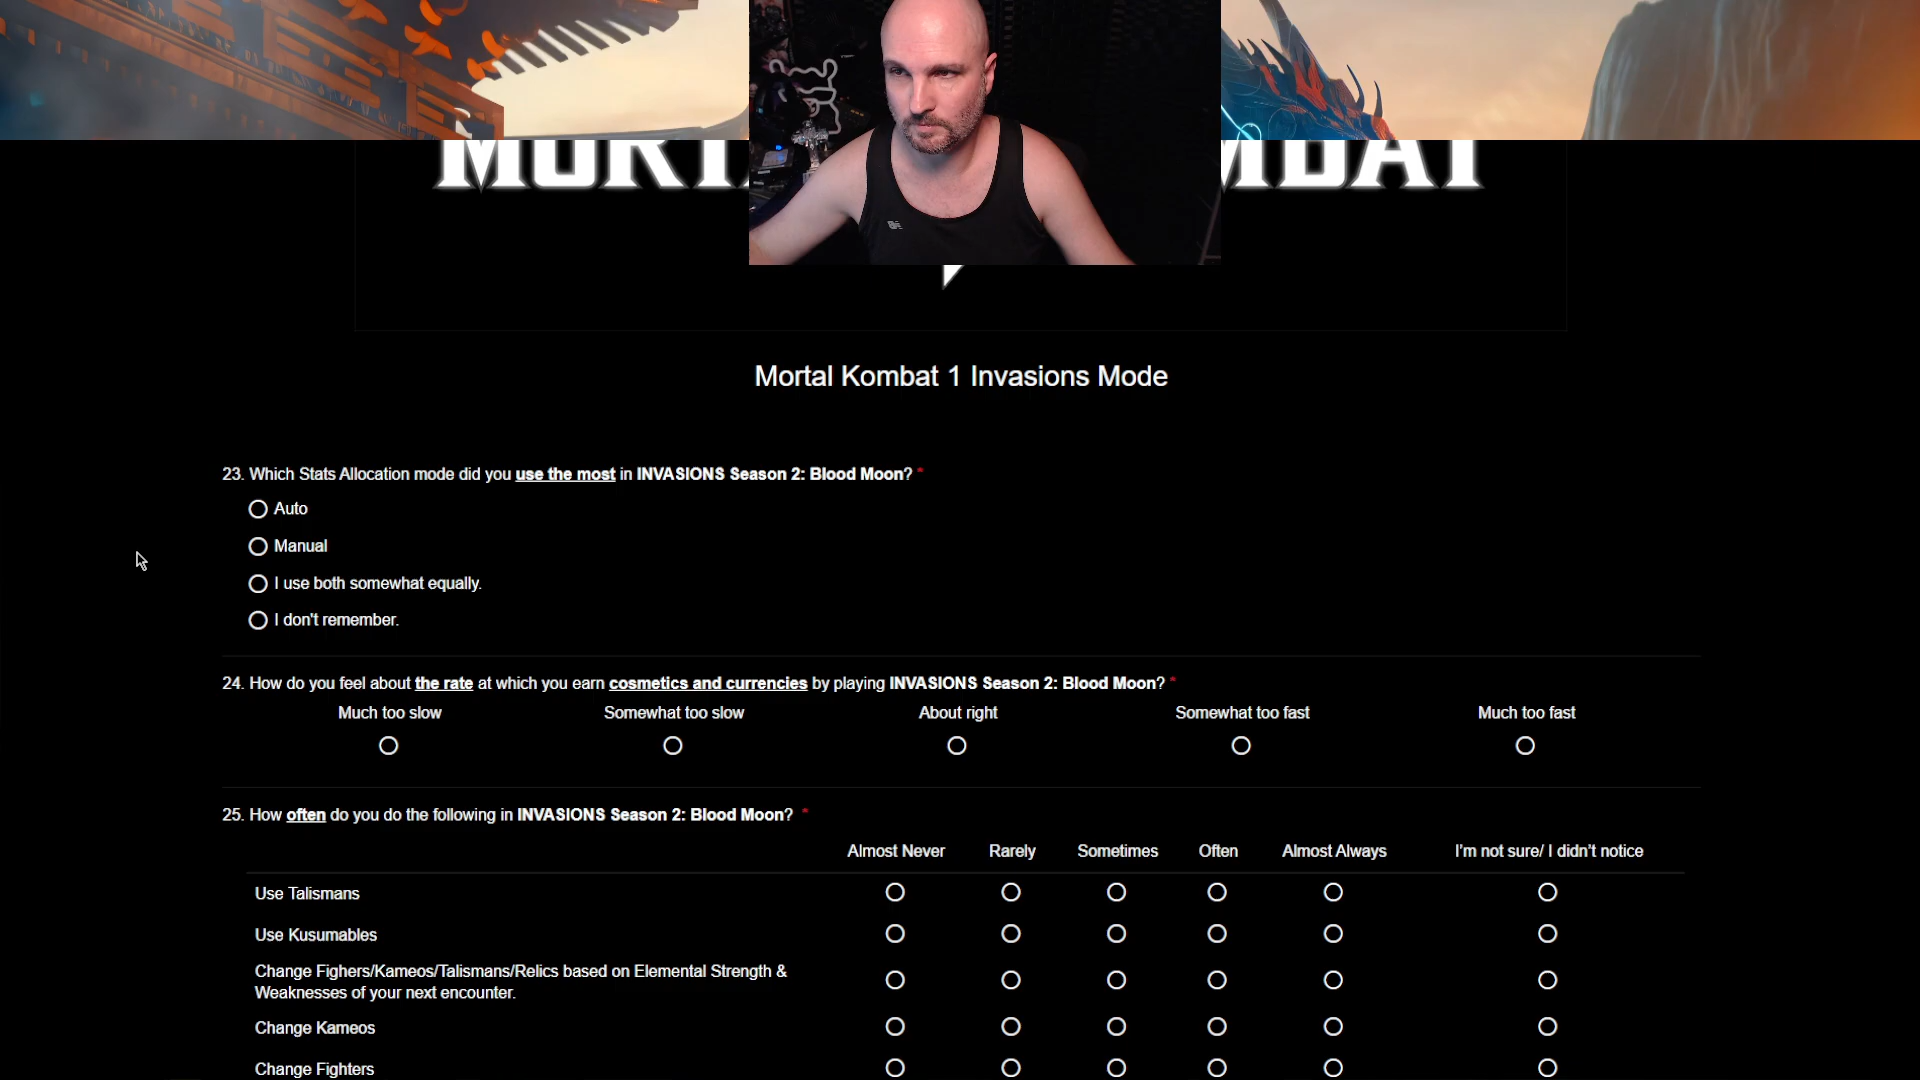 Mortal Kombat 1 Invasions Mode
23. Which Stats Allocation mode did you use the most in INVASIONS Season 2: Blood Moon? *
Auto
Manual
I use both somewhat equally.
I don't remember.
24. How do you feel about the rate at which you earn cosmetics and currencies by playing INVASIONS Season 2: Blood Moon? *
Much too slow Somewhat too slow About right Somewhat too fast Much too fast
25. How often do you do the following in INVASIONS Season 2: Blood Moon? *
Almost Never Rarely Sometimes Often Almost Always I'm not sure/ I didn't notice
Use Talismans
Use Kusumables
Change Fighers/Kameos/Talismans/Relics based on Elemental Strength &
Weaknesses of your next encounter.
Change Kameos
Change Fighters